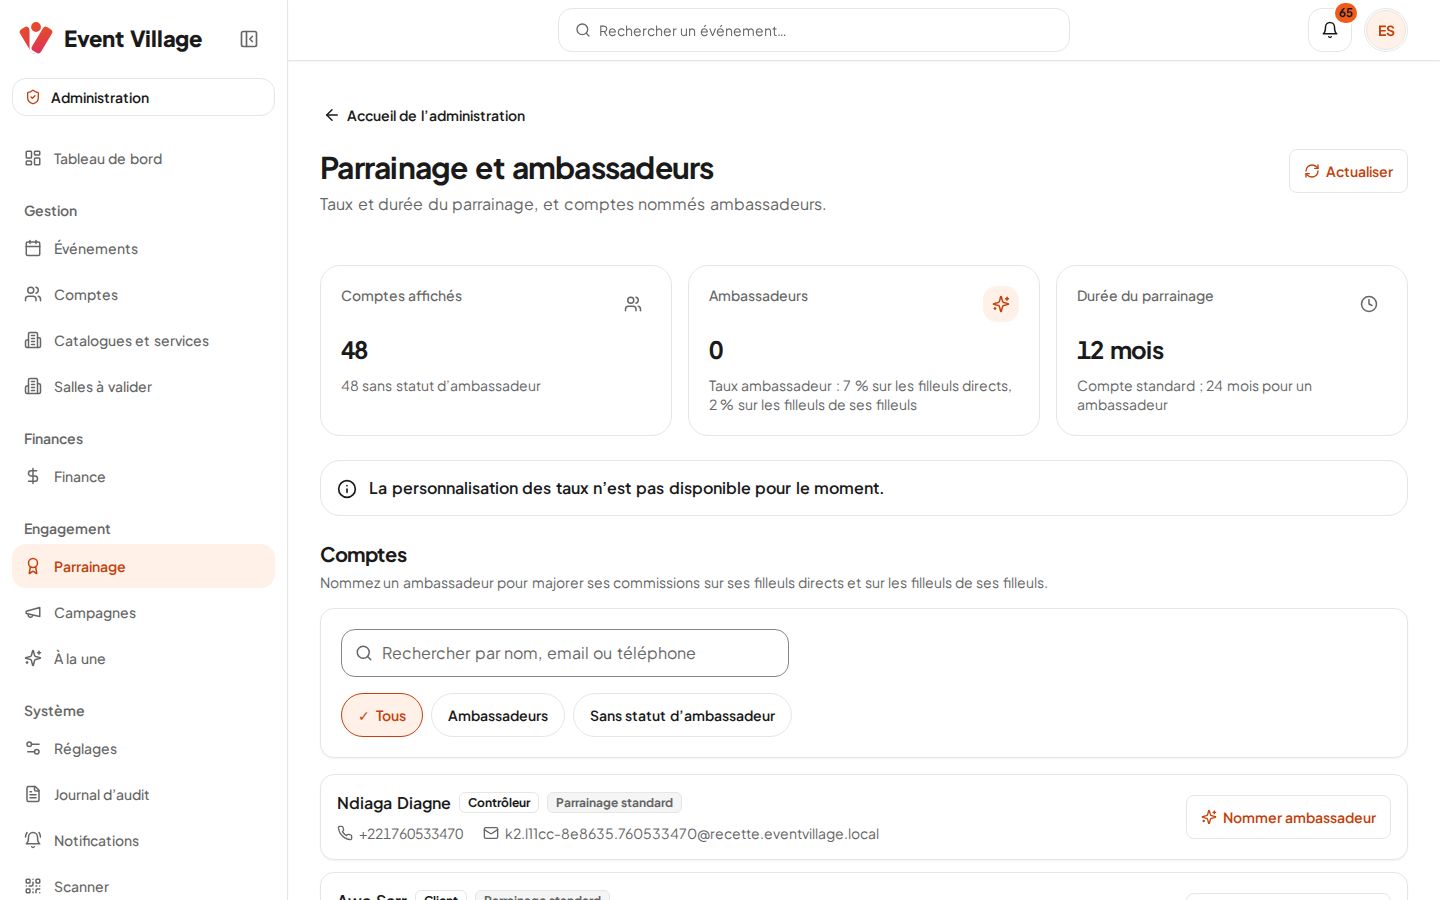 Event Village
Administration
Tableau de bord
Gestion
Événements
Comptes
Catalogues et services
Salles à valider
Finances
Finance
Engagement
Parrainage
Campagnes
À la une
Système
Réglages
Journal d’audit
Notifications
Scanner
Rechercher un événement…
65
ES
Accueil de l’administration
Parrainage et ambassadeurs
Taux et durée du parrainage, et comptes nommés ambassadeurs.
Actualiser
Comptes affichés
48
48 sans statut d’ambassadeur
Ambassadeurs
0
Taux ambassadeur : 7 % sur les filleuls directs,
2 % sur les filleuls de ses filleuls
Durée du parrainage
12 mois
Compte standard ; 24 mois pour un
ambassadeur
La personnalisation des taux n’est pas disponible pour le moment.
Comptes
Nommez un ambassadeur pour majorer ses commissions sur ses filleuls directs et sur les filleuls de ses filleuls.
Rechercher par nom, email ou téléphone
✓ Tous
Ambassadeurs
Sans statut d’ambassadeur
Ndiaga Diagne Contrôleur Parrainage standard
+221760533470 k2.l11cc-8e8635.760533470@recette.eventvillage.local
Nommer ambassadeur
Client Parrainage standard